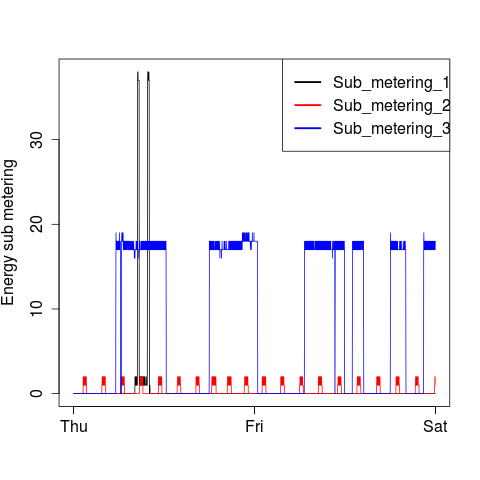 Sub_metering_1
Sub_metering_2
Sub_metering_3
Energy sub metering
30
20
10
0
Thu Fri Sat